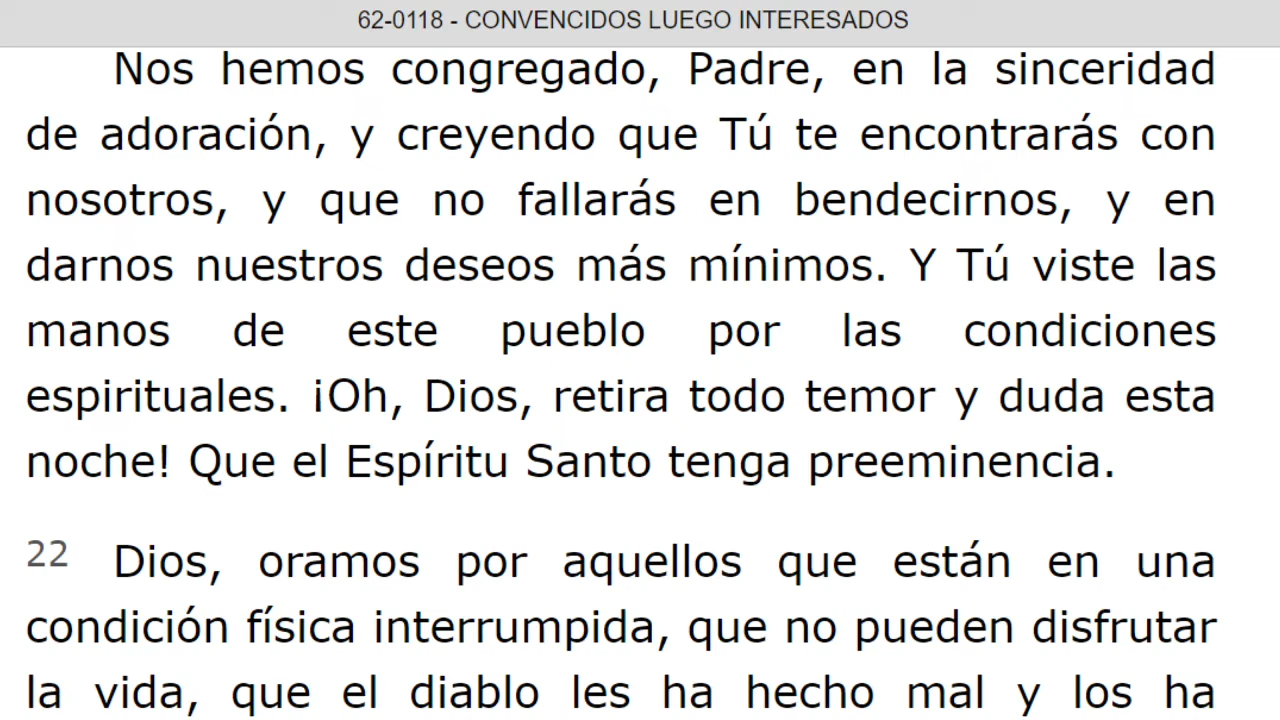 62-0118 - CONVENCIDOS LUEGO INTERESADOS
Nos hemos congregado, Padre, en la sinceridad
de adoración, y creyendo que Tú te encontrarás con
nosotros, y que no fallarás en bendecirnos, y en
darnos nuestros deseos más mínimos. Y Tú viste las
manos de este pueblo por las condiciones
espirituales. ¡Oh, Dios, retira todo temor y duda esta
noche! Que el Espíritu Santo tenga preeminencia.
22 Dios, oramos por aquellos que están en una
condición física interrumpida, que no pueden disfrutar
la vida, que el diablo les ha hecho mal y los ha